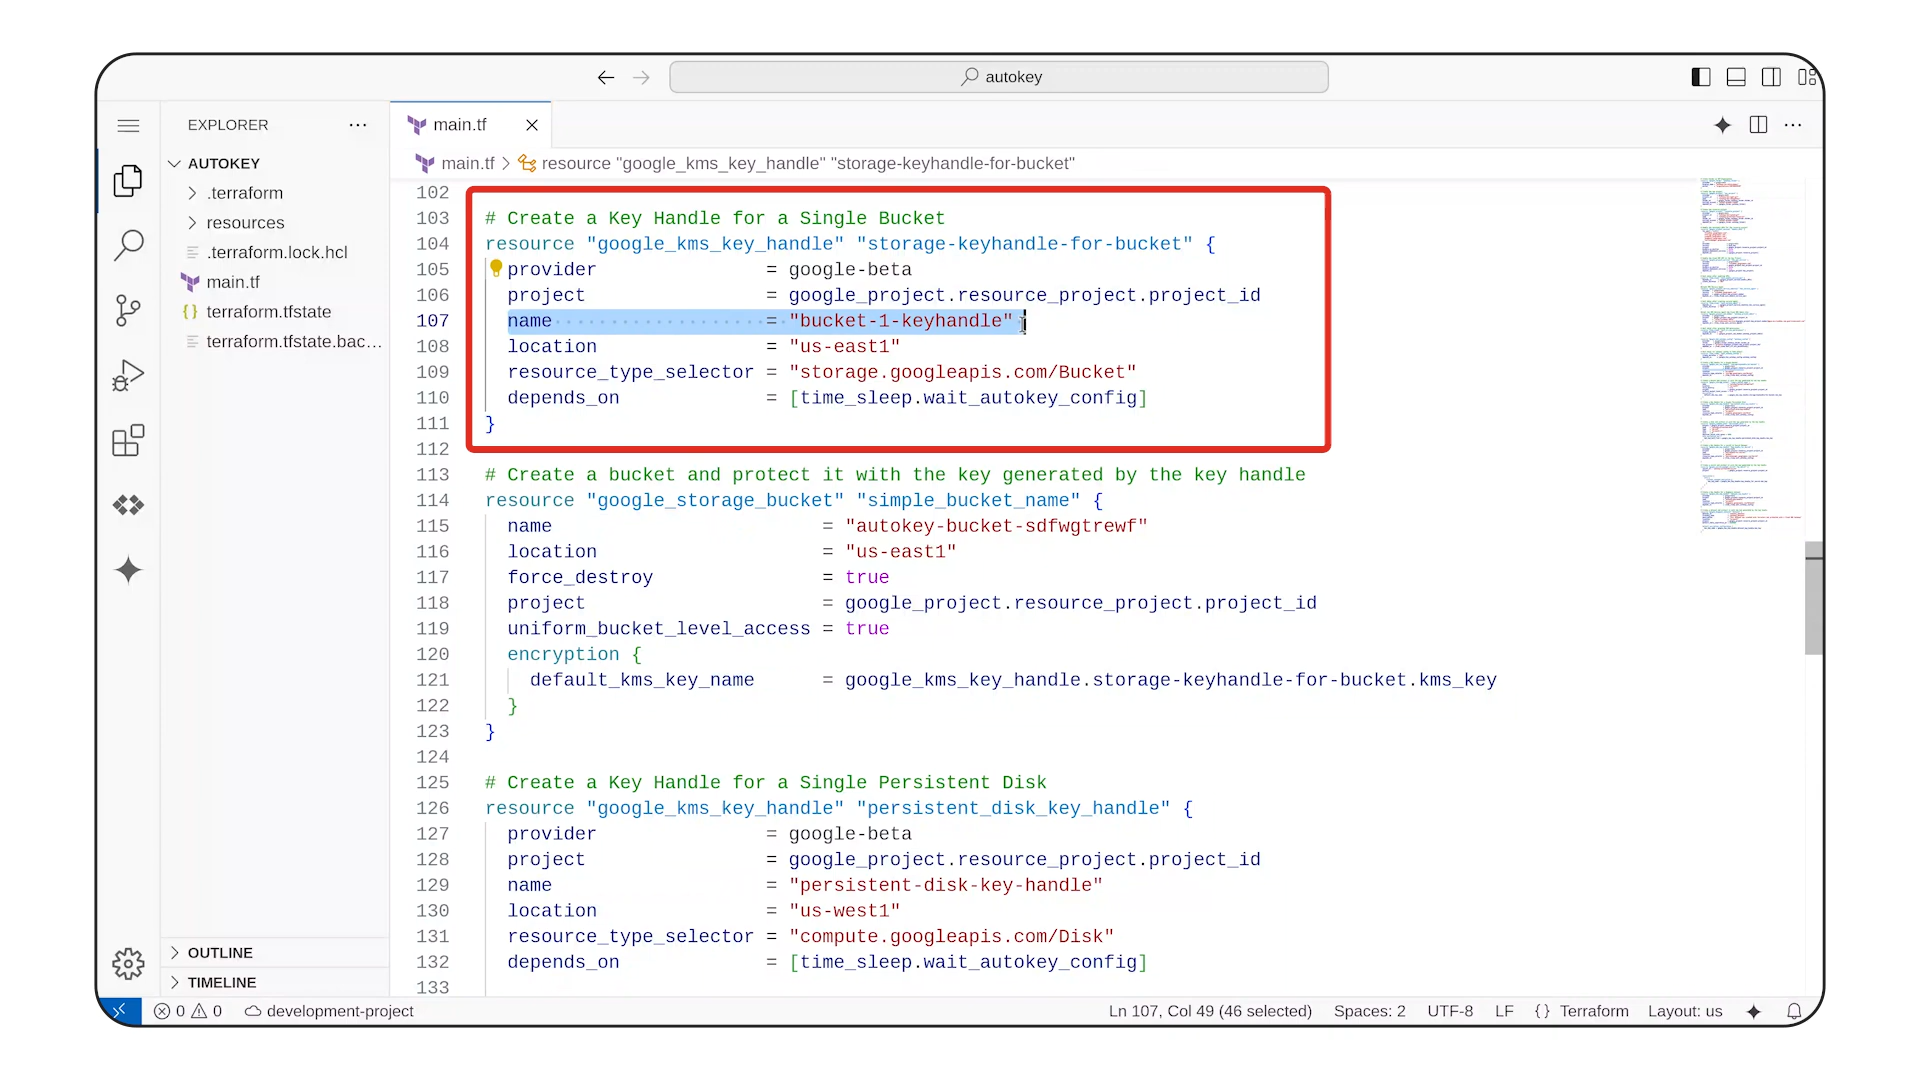 autokey
EXPLORER
main.tf
AUTOKEY
.terraform
resources
.terraform.lock.hcl
main.tf
terraform.tfstate
terraform.tfstate.bac...
OUTLINE
TIMELINE
main.tf > resource "google_kms_key_handle" "storage-keyhandle-for-bucket"
102
103 # Create a Key Handle for a Single Bucket
104 resource "google_kms_key_handle" "storage-keyhandle-for-bucket" {
105   provider               = google-beta
106   project                = google_project.resource_project.project_id
107   name                   = "bucket-1-keyhandle"
108   location               = "us-east1"
109   resource_type_selector = "storage.googleapis.com/Bucket"
110   depends_on             = [time_sleep.wait_autokey_config]
111 }
112
113 # Create a bucket and protect it with the key generated by the key handle
114 resource "google_storage_bucket" "simple_bucket_name" {
115   name                        = "autokey-bucket-sdfwgtrewf"
116   location                    = "us-east1"
117   force_destroy               = true
118   project                     = google_project.resource_project.project_id
119   uniform_bucket_level_access = true
120   encryption {
121     default_kms_key_name      = google_kms_key_handle.storage-keyhandle-for-bucket.kms_key
122   }
123 }
124
125 # Create a Key Handle for a Single Persistent Disk
126 resource "google_kms_key_handle" "persistent_disk_key_handle" {
127   provider               = google-beta
128   project                = google_project.resource_project.project_id
129   name                   = "persistent-disk-key-handle"
130   location               = "us-west1"
131   resource_type_selector = "compute.googleapis.com/Disk"
132   depends_on             = [time_sleep.wait_autokey_config]
133
0 0 development-project Ln 107, Col 49 (46 selected) Spaces: 2 UTF-8 LF {} Terraform Layout: us